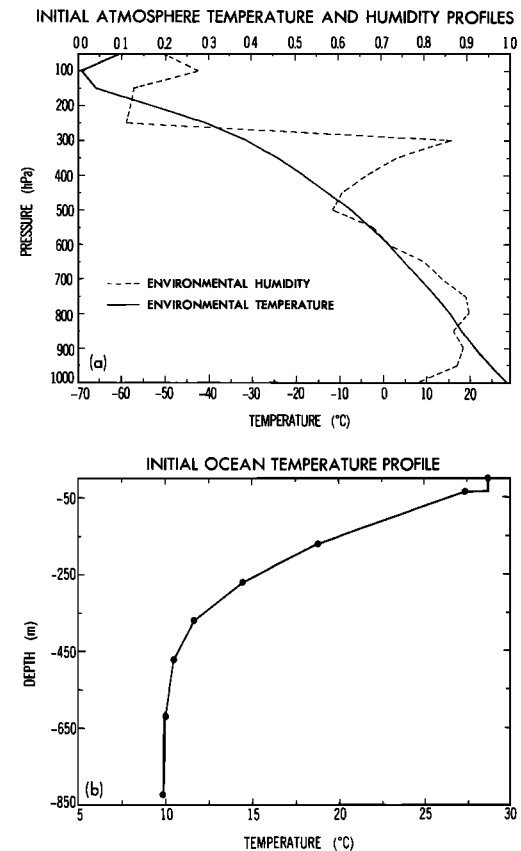 INITIAL ATMOSPHERE TEMPERATURE AND HUMIDITY PROFILES
0.0 0.1 0.2 0.3 0.4 0.5 0.6 0.7 0.8 0.9 1.0
100
200
300
400
500
600
700
800
900
1000
PRESSURE (hPa)
ENVIRONMENTAL HUMIDITY
ENVIRONMENTAL TEMPERATURE
(a)
-70 -60 -50 -40 -30 -20 -10 0 10 20 30
TEMPERATURE (°C)
INITIAL OCEAN TEMPERATURE PROFILE
-50
-250
-450
-650
-850
DEPTH (m)
(b)
5 10 15 20 25 30
TEMPERATURE (°C)